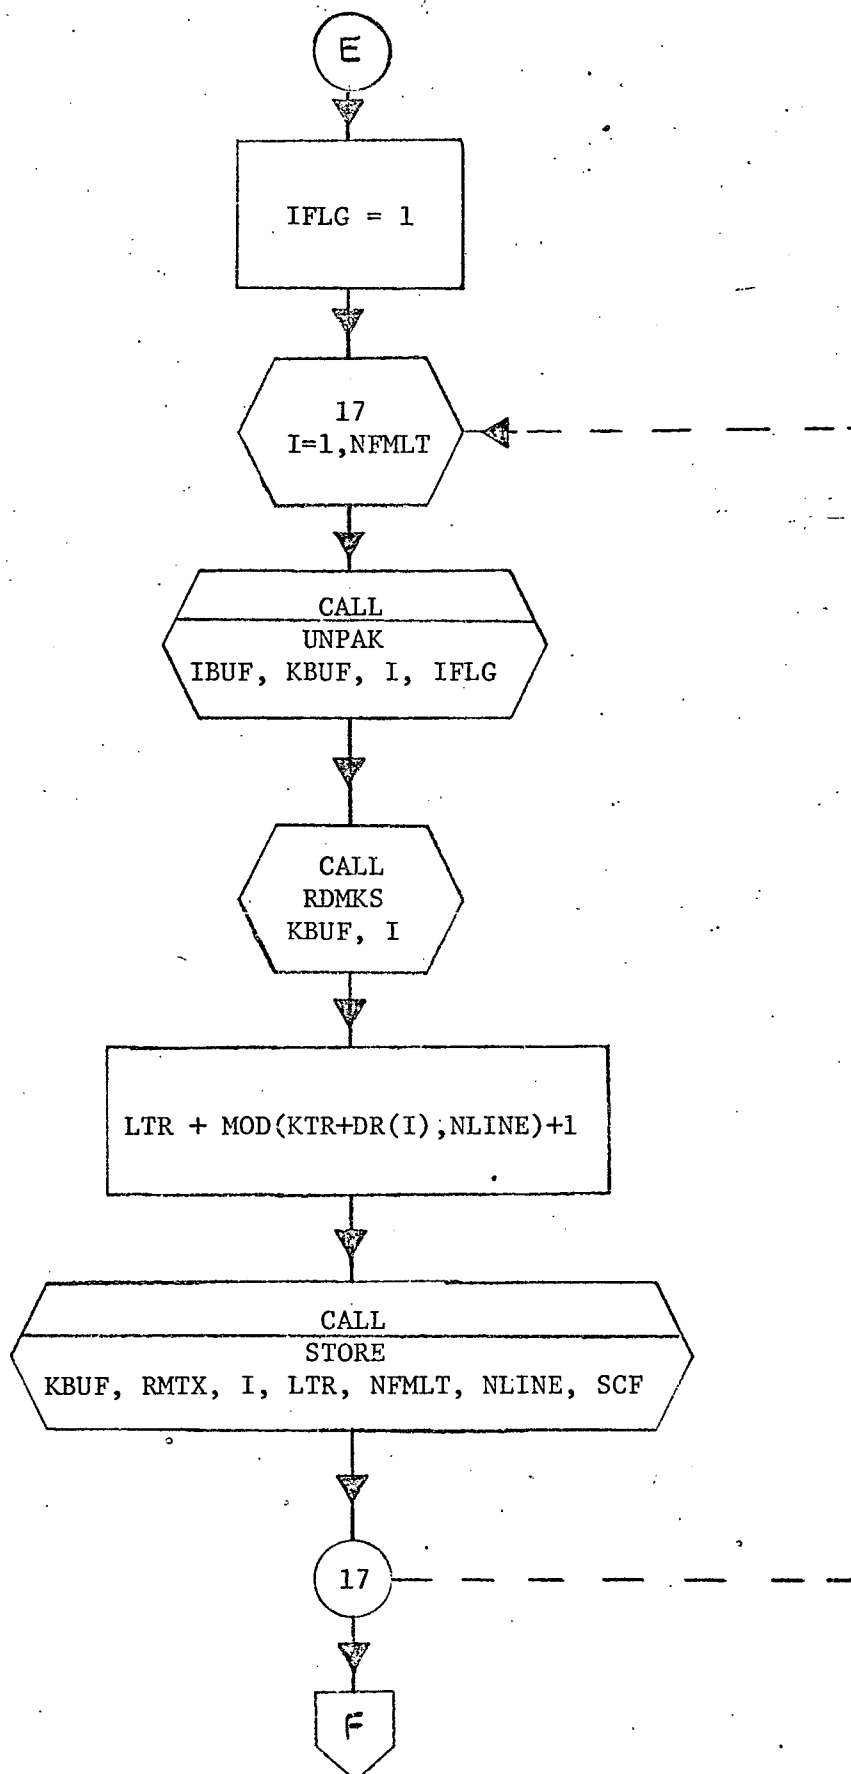 E
IFLG = 1
17
I=1,NFMLT
CALL
UNPAK
IBUF, KBUF, I, IFLG
CALL
RDMKS
KBUF, I
LTR + MOD(KTR+DR(I),NLINE)+1
CALL
STORE
KBUF, RMTX, I, LTR, NFMLT, NLINE, SCF
17
F